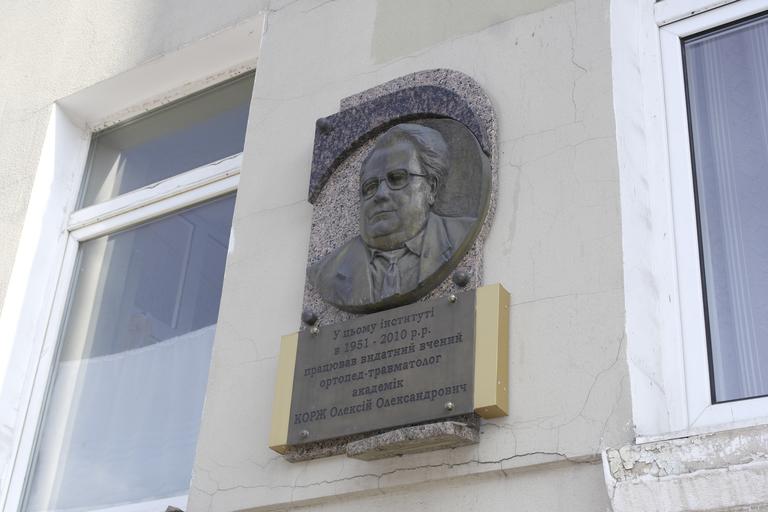 У цьому інституті
в 1951 - 2010 р.р.
працював видатний вчений
ортопед-травматолог
академік
КОРЖ Олексій Олександрович